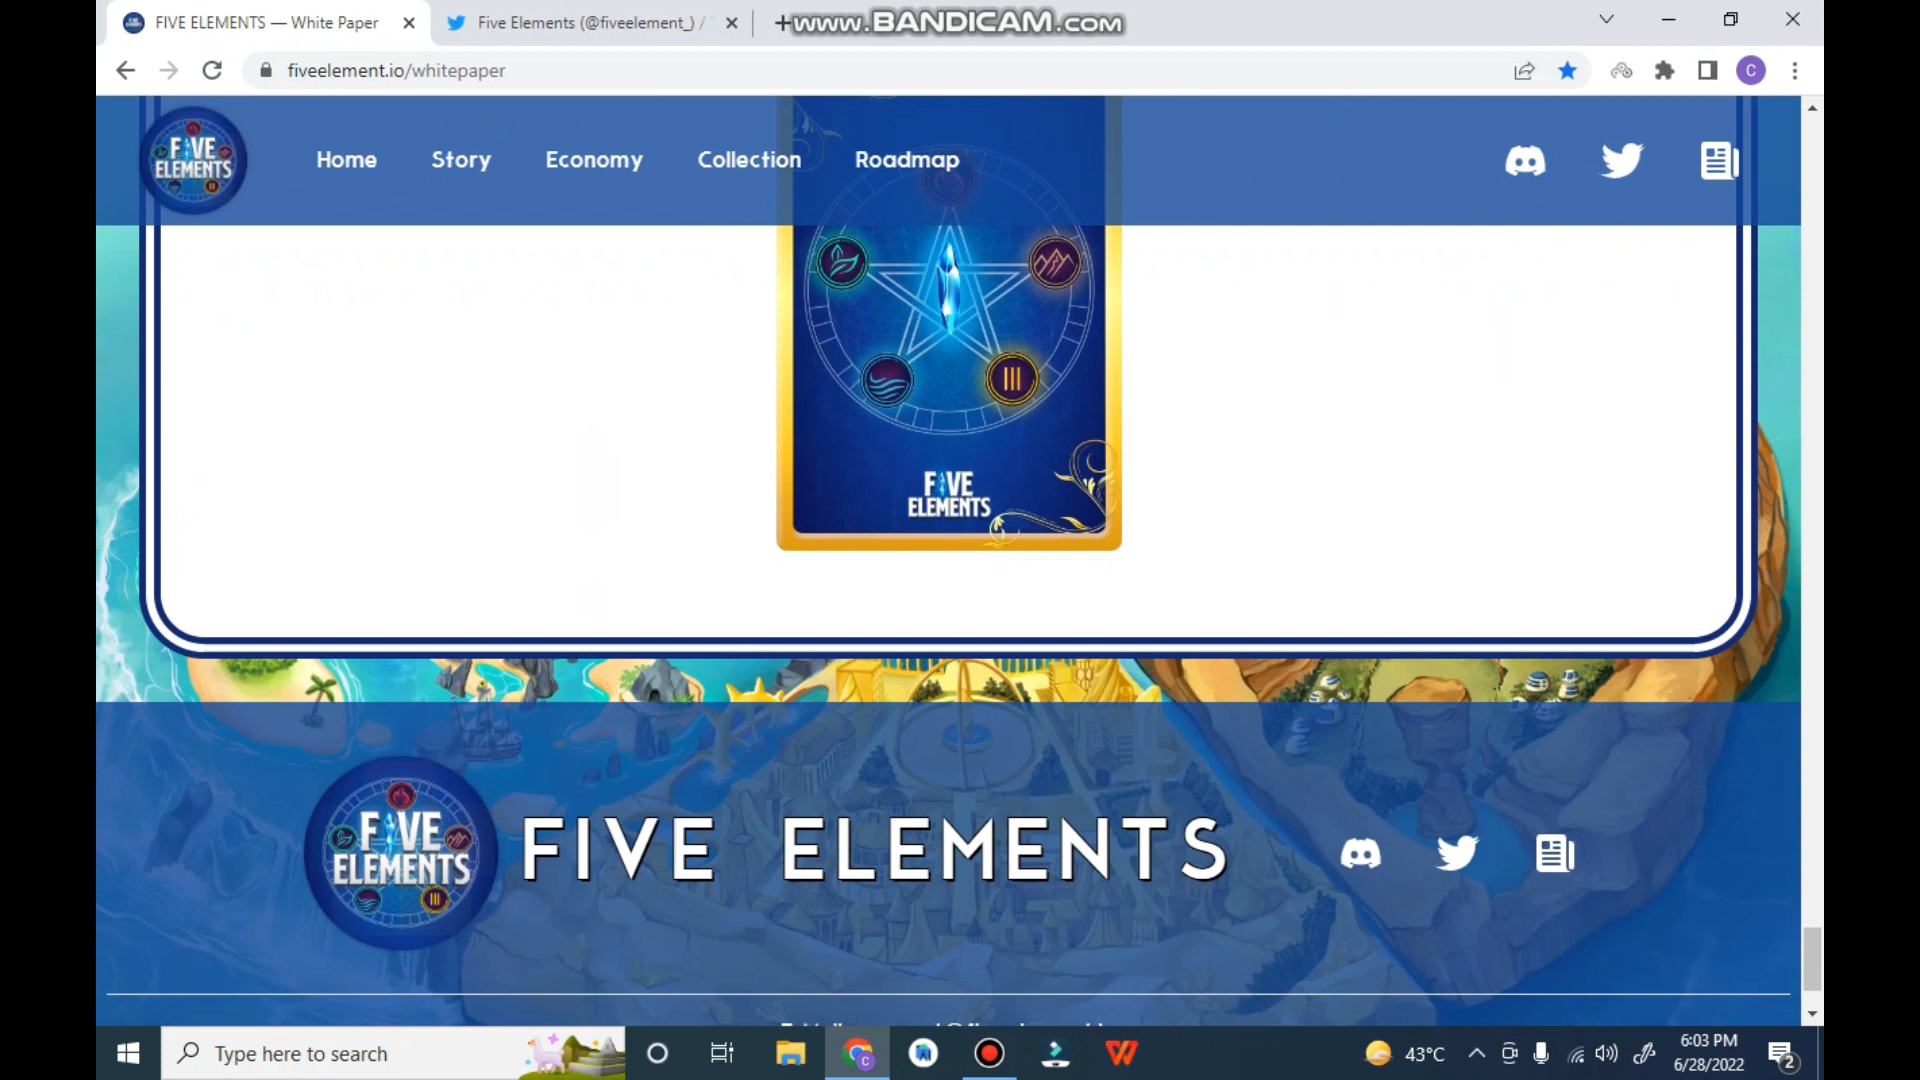 FIVE ELEMENTS — White Paper
Five Elements (@fiveelement_) /
www.BANDICAM.com
fiveelement.io/whitepaper
C
FIVE
ELEMENTS
Home
Story
Economy
Collection
Roadmap
FIVE
ELEMENTS
FIVE
ELEMENTS
FIVE ELEMENTS
Type here to search
C
43°C
6:03 PM
6/28/2022
2